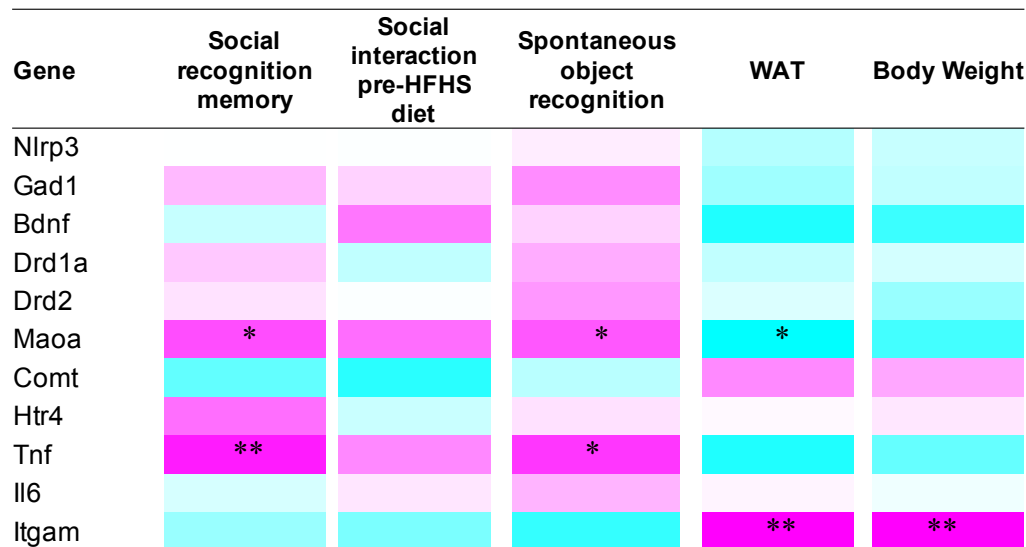 Gene Social recognition memory Social interaction pre-HFHS diet Spontaneous object recognition WAT Body Weight
Nlrp3
Gad1
Bdnf
Drd1a
Drd2
Maoa * * *
Comt
Htr4
Tnf ** *
Il6
Itgam ** **